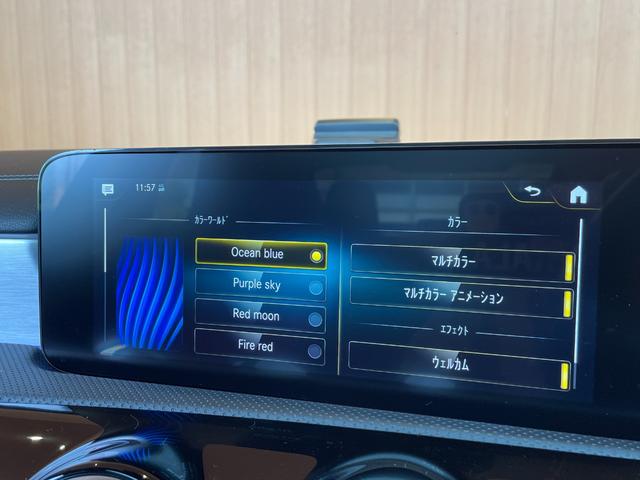 11:57
カラーワールド
Ocean blue
Purple sky
Red moon
Fire red
カラー
マルチカラー
マルチカラー アニメーション
エフェクト
ウェルカム